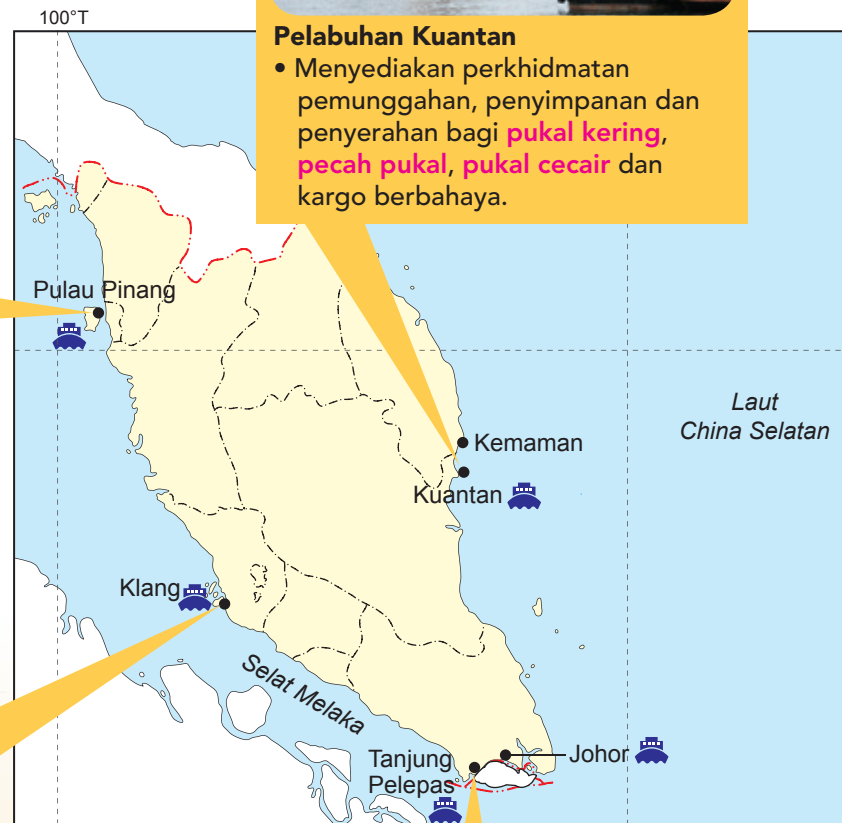 100°T
Pelabuhan Kuantan
• Menyediakan perkhidmatan
pemunggahan, penyimpanan dan
penyerahan bagi pukal kering,
pecah pukal, pukal cecair dan
kargo berbahaya.
Pulau Pinang
Laut
China Selatan
Kemaman
Kuantan
Klang
Selat Melaka
Tanjung
Pelepas
Johor